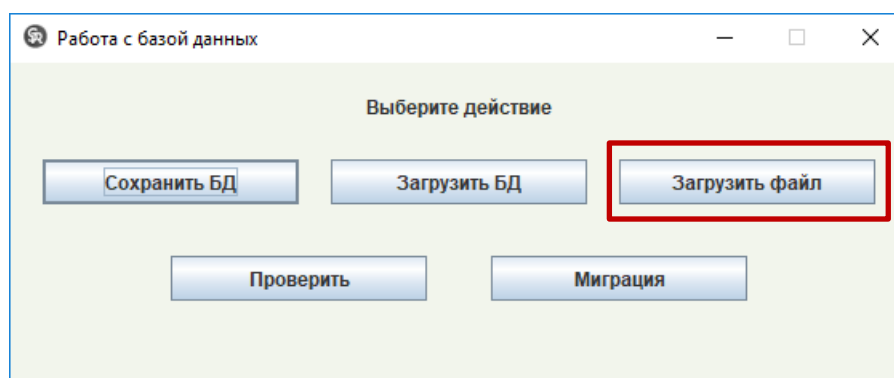 Работа с базой данных
Выберите действие
Сохранить БД Загрузить БД Загрузить файл
Проверить Миграция